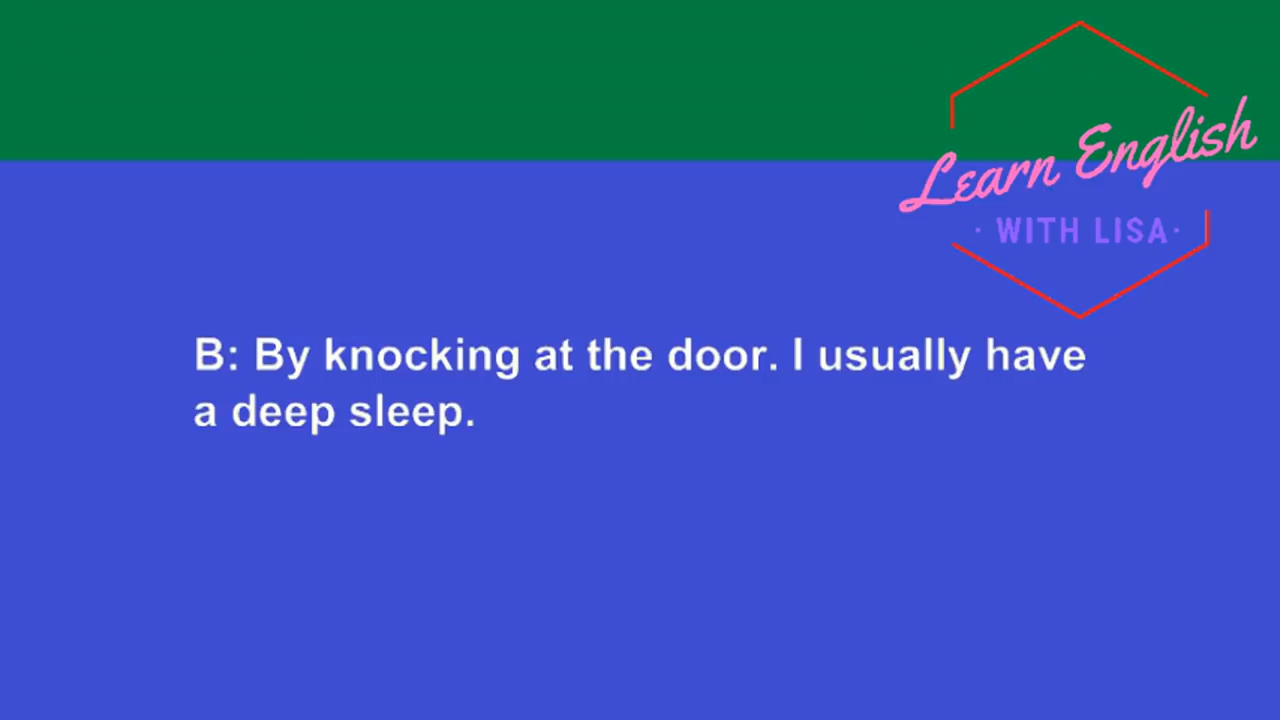 Learn English
· WITH LISA·
B: By knocking at the door. I usually have
a deep sleep.